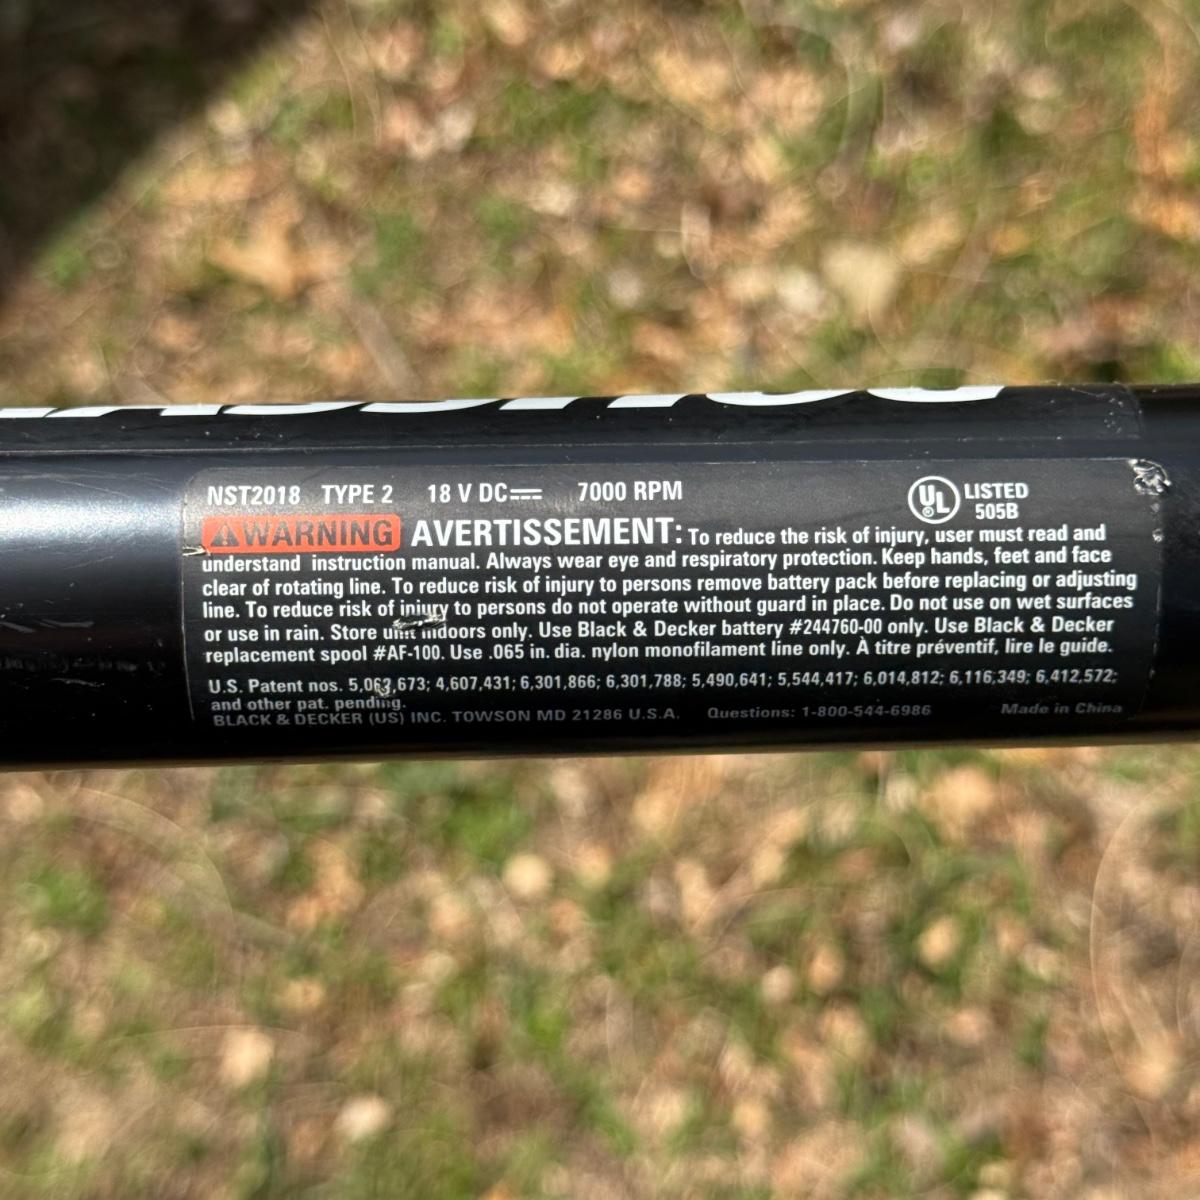 NST2018 TYPE 2 18 V DC⎓ 7000 RPM
UL LISTED
505B
WARNING AVERTISSEMENT: To reduce the risk of injury, user must read and
understand instruction manual. Always wear eye and respiratory protection. Keep hands, feet and face
clear of rotating line. To reduce risk of injury to persons remove battery pack before replacing or adjusting
line. To reduce risk of injury to persons do not operate without guard in place. Do not use on wet surfaces
or use in rain. Store unit indoors only. Use Black & Decker battery #244760-00 only. Use Black & Decker
replacement spool #AF-100. Use .065 in. dia. nylon monofilament line only. À titre préventif, lire le guide.
U.S. Patent nos. 5,063,673; 4,607,431; 6,301,866; 6,301,788; 5,490,641; 5,544,417; 6,014,812; 6,116,349; 6,412,572;
and other pat. pending.
BLACK & DECKER (US) INC. TOWSON MD 21286 U.S.A. Questions: 1-800-544-6986 Made in China